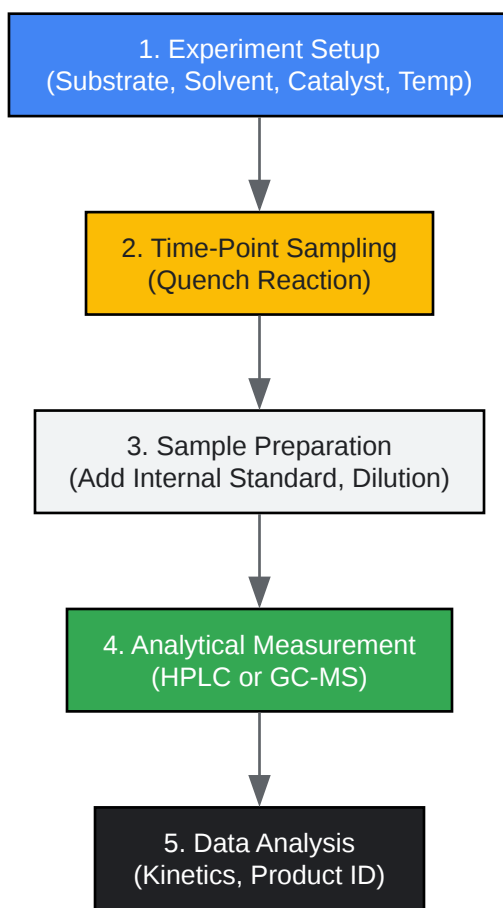 1. Experiment Setup
(Substrate, Solvent, Catalyst, Temp)
2. Time-Point Sampling
(Quench Reaction)
3. Sample Preparation
(Add Internal Standard, Dilution)
4. Analytical Measurement
(HPLC or GC-MS)
5. Data Analysis
(Kinetics, Product ID)